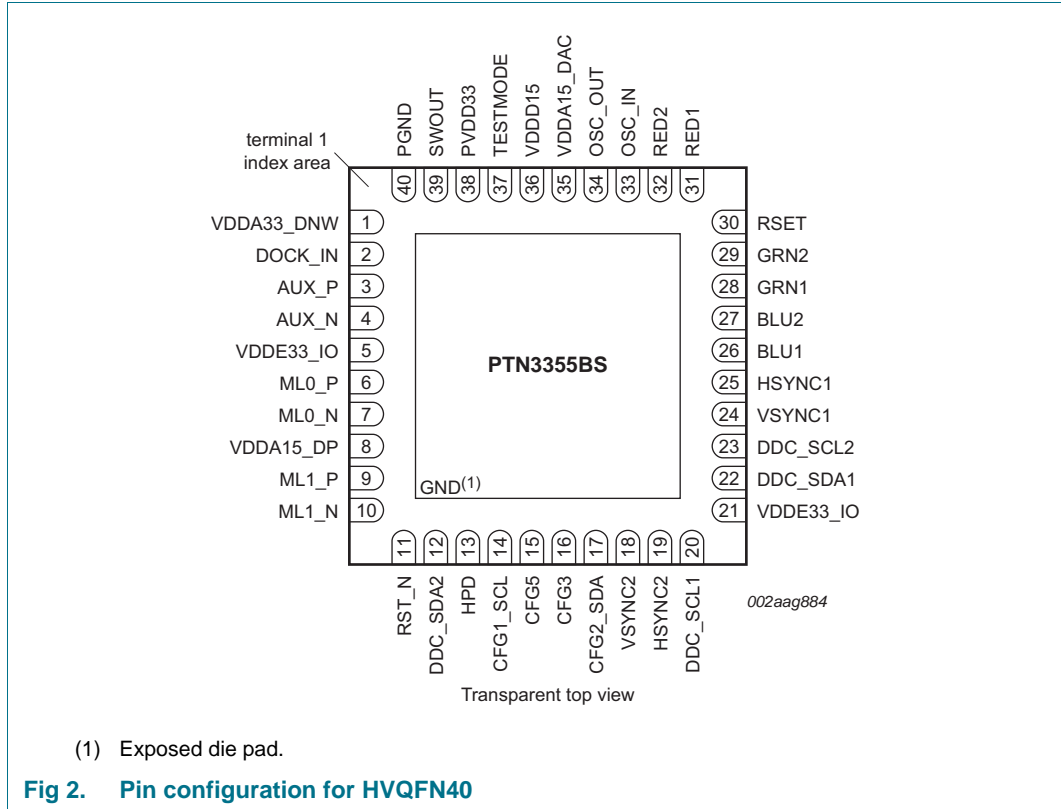 PGND
SWOUT
PVDD33
TESTMODE
VDDD15
VDDA15_DAC
OSC_OUT
OSC_IN
RED2
RED1
terminal 1
index area
40
39
38
37
36
35
34
33
32
31
VDDA33_DNW 1
DOCK_IN 2
AUX_P 3
AUX_N 4
VDDE33_IO 5
ML0_P 6
ML0_N 7
VDDA15_DP 8
ML1_P 9
ML1_N 10
PTN3355BS
GND(1)
30 RSET
29 GRN2
28 GRN1
27 BLU2
26 BLU1
25 HSYNC1
24 VSYNC1
23 DDC_SCL2
22 DDC_SDA1
21 VDDE33_IO
11
12
13
14
15
16
17
18
19
20
RST_N
DDC_SDA2
HPD
CFG1_SCL
CFG5
CFG3
CFG2_SDA
VSYNC2
HSYNC2
DDC_SCL1
002aag884
Transparent top view
(1) Exposed die pad.
Fig 2. Pin configuration for HVQFN40